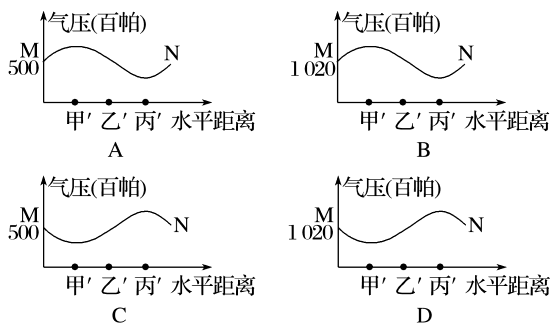 气压(百帕)
M
500
N
甲′ 乙′ 丙′ 水平距离
A
气压(百帕)
M
1 020
N
甲′ 乙′ 丙′ 水平距离
B
气压(百帕)
M
500
N
甲′ 乙′ 丙′ 水平距离
C
气压(百帕)
M
1 020
N
甲′ 乙′ 丙′ 水平距离
D